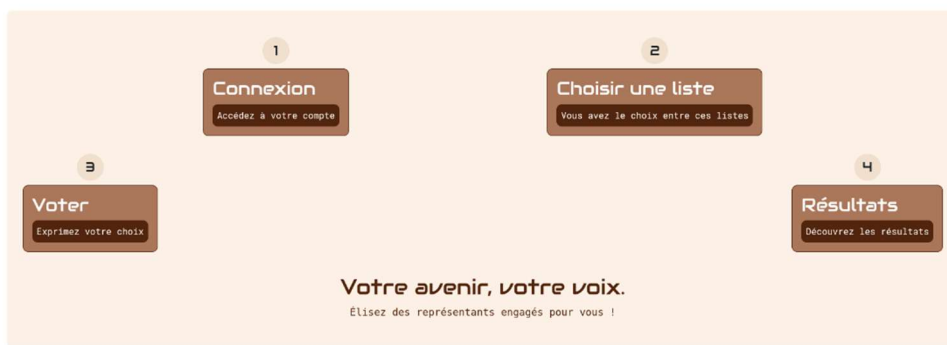 1
Connexion
Accédez à votre compte
2
Choisir une liste
Vous avez le choix entre ces listes
3
Voter
Exprimez votre choix
4
Résultats
Découvrez les résultats
Votre avenir, votre voix.
Élisez des représentants engagés pour vous !